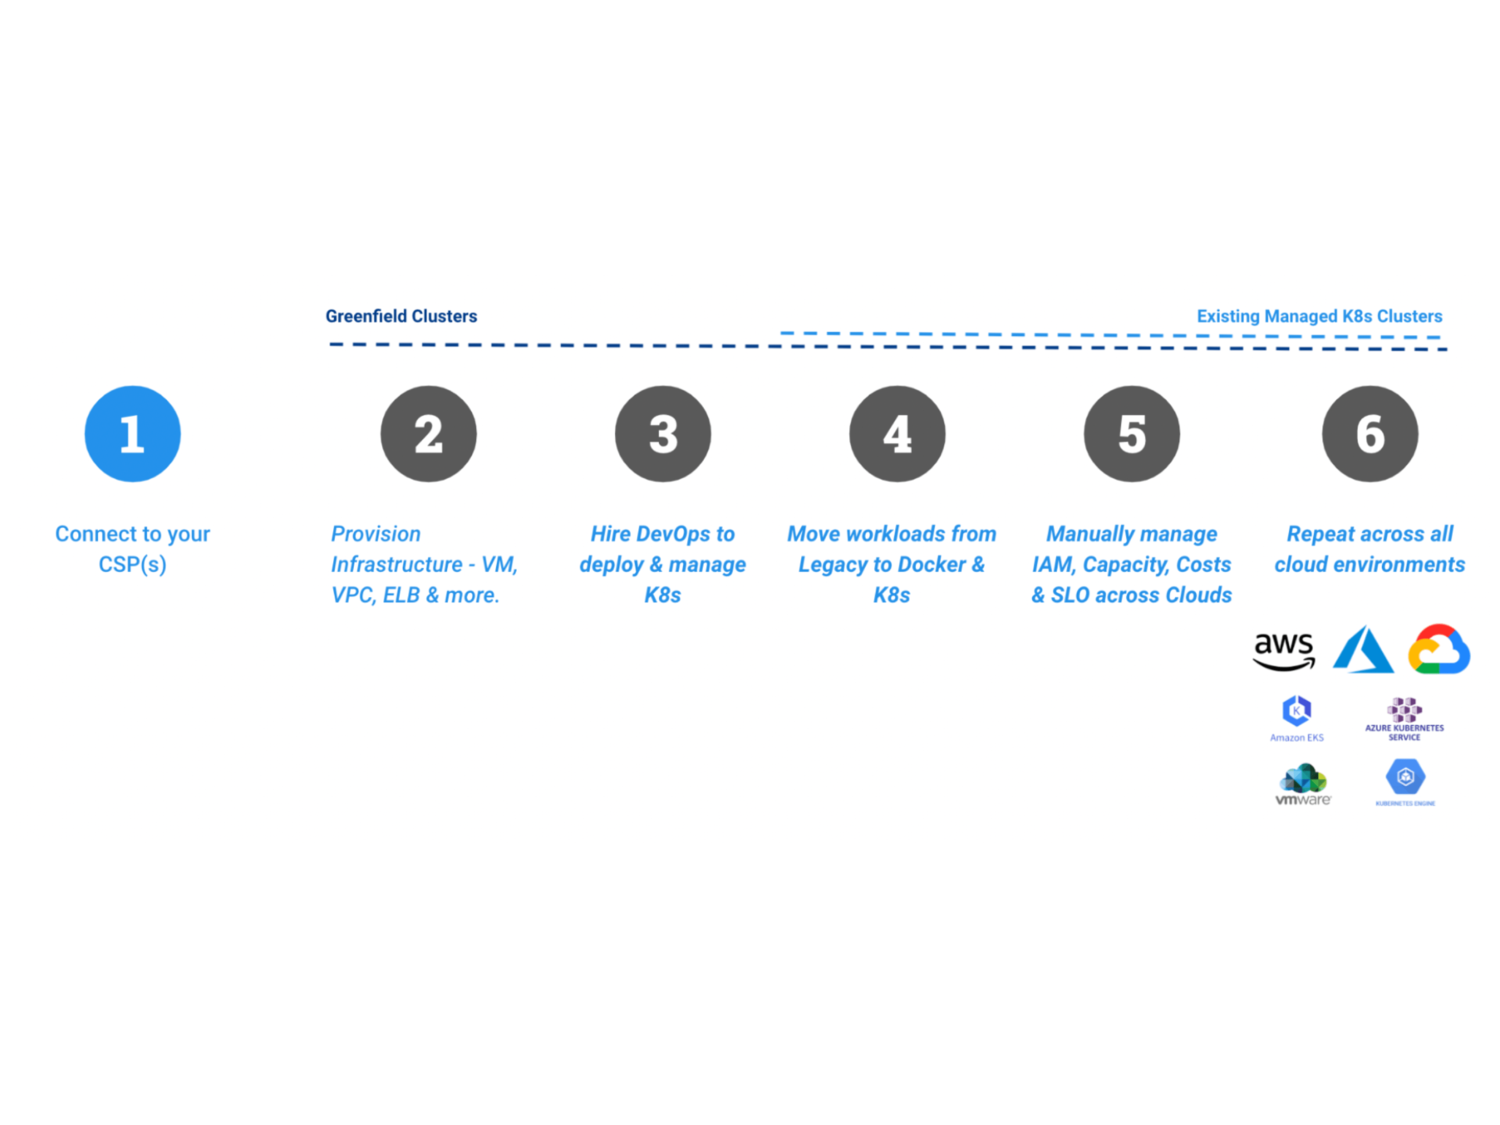 Greenfield Clusters
Existing Managed K8s Clusters
1
2
3
4
5
6
Connect to your
CSP(s)
Provision
Infrastructure - VM,
VPC, ELB & more.
Hire DevOps to
deploy & manage
K8s
Move workloads from
Legacy to Docker &
K8s
Manually manage
IAM, Capacity, Costs
& SLO across Clouds
Repeat across all
cloud environments
aws
K
Amazon EKS
AZURE KUBERNETES
SERVICE
vmware
KUBERNETES ENGINE